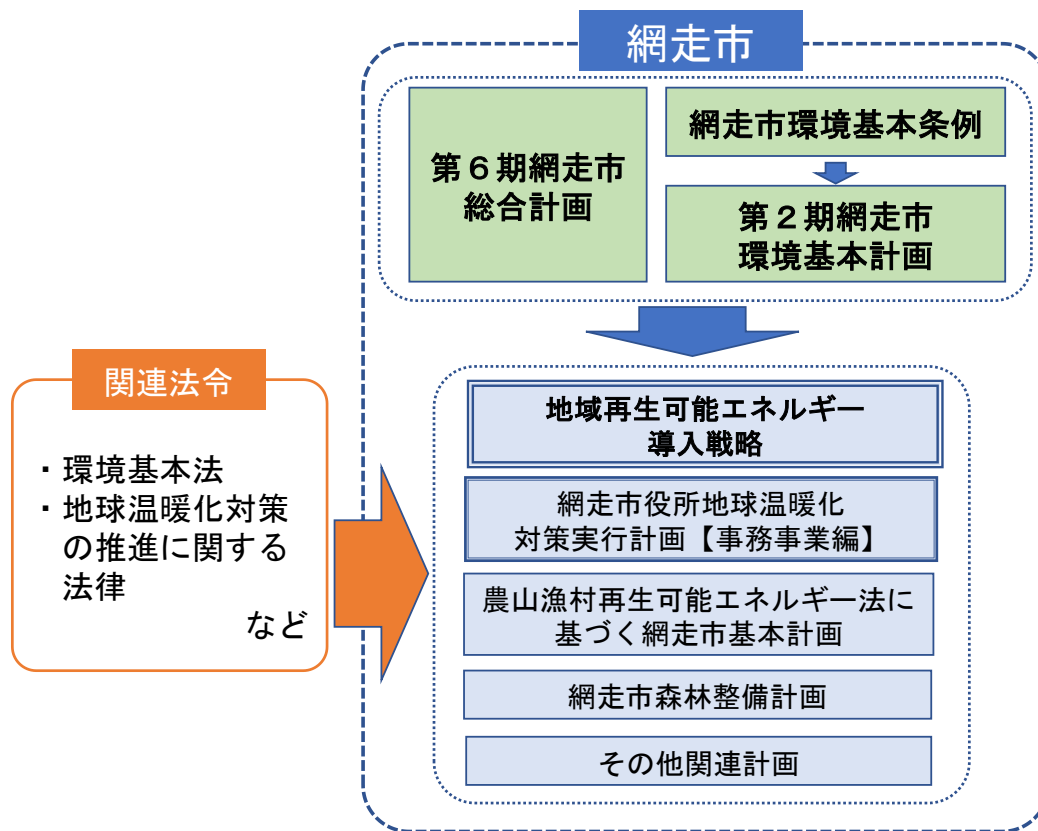 網走市
第６期網走市
総合計画
網走市環境基本条例
第２期網走市
環境基本計画
関連法令
・環境基本法
・地球温暖化対策
の推進に関する
法律
など
地域再生可能エネルギー
導入戦略
網走市役所地球温暖化
対策実行計画【事務事業編】
農山漁村再生可能エネルギー法に
基づく網走市基本計画
網走市森林整備計画
その他関連計画